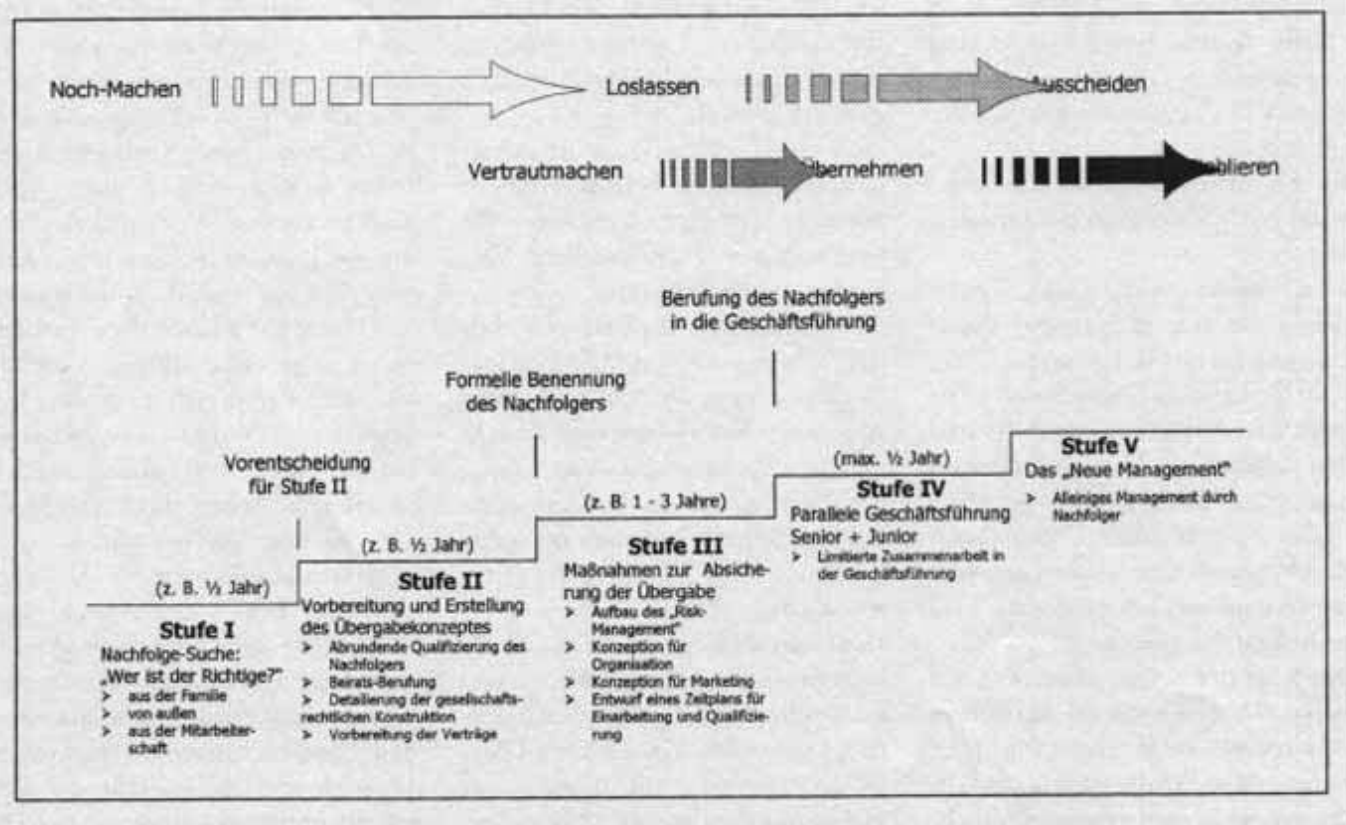 Noch-Machen
Loslassen
Ausscheiden
Vertrautmachen
Übernehmen
Berufung des Nachfolgers
in die Geschäftsführung
Formelle Benennung
des Nachfolgers
Vorentscheidung
für Stufe II
(z. B. ½ Jahr)
Stufe I
Nachfolge-Suche:
„Wer ist der Richtige?"
➢ aus der Familie
➢ von außen
➢ aus der Mitarbeiter-
schaft
(z. B. ½ Jahr)
Stufe II
Vorbereitung und Erstellung
des Übergabekonzeptes
➢ Abrundende Qualifizierung des
Nachfolgers
➢ Beirats-Berufung
➢ Detailierung der gesellschafts-
rechtlichen Konstruktion
➢ Vorbereitung der Verträge
(z. B. 1 - 3 Jahre)
Stufe III
Maßnahmen zur Absiche-
rung der Übergabe
➢ Aufbau des „Risk-
Management"
➢ Konzeption für
Organisation
➢ Konzeption für Marketing
➢ Entwurf eines Zeitplans für
Einarbeitung und Qualifizie-
rung
(max. ½ Jahr)
Stufe IV
Parallele Geschäftsführung
Senior + Junior
➢ Limitierte Zusammenarbeit in
der Geschäftsführung
Stufe V
Das „Neue Management"
➢ Alleiniges Management durch
Nachfolger